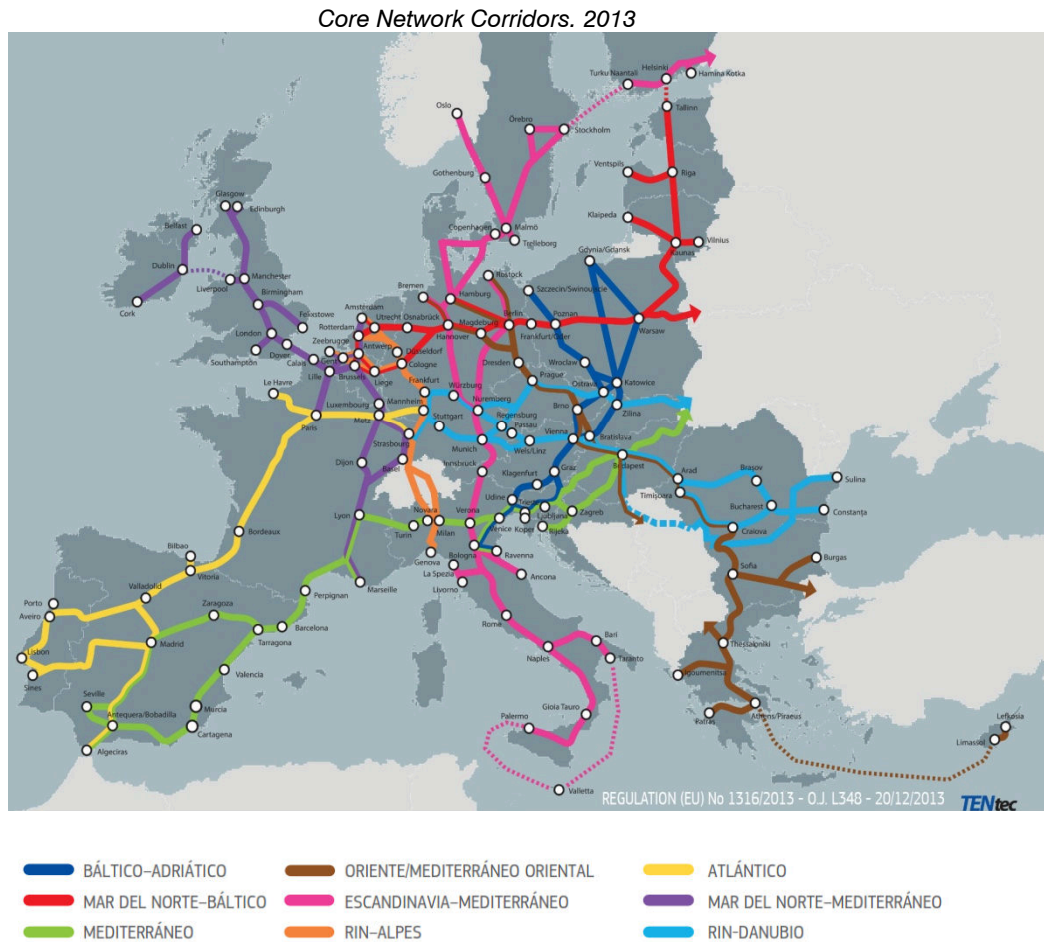 Core Network Corridors. 2013
Turku Naantali
Helsinki
Hamina Kotka
Oslo
Örebro
Stockholm
Tallinn
Ventspils
Riga
Gothenburg
Klaipeda
Glasgow
Edinburgh
Belfast
Copenhagen
Malmö
Trelleborg
Vilnius
Kaunas
Gdynia/Gdansk
Dublin
Liverpool
Manchester
Rostock
Szczecin/Swinoujscie
Cork
Birmingham
Felixstowe
Bremen
Hamburg
Amsterdam
Utrecht
Osnabrück
Magdeburg
Berlin
Poznan
Warsaw
London
Rotterdam
Hannover
Frankfurt/Oder
Southampton
Dover
Zeebrugge
Antwerp
Düsseldorf
Calais
Gent
Cologne
Dresden
Wroclaw
Lille
Brussels
Liege
Frankfurt
Prague
Ostrava
Katowice
Le Havre
Luxembourg
Mannheim
Würzburg
Nuremberg
Brno
Zilina
Paris
Metz
Stuttgart
Regensburg
Passau
Strasbourg
Vienna
Bratislava
Munich
Wels/Linz
Dijon
Basel
Innsbruck
Klagenfurt
Graz
Budapest
Arad
Brasov
Sulina
Timisoara
Udine
Trieste
Bucharest
Constanta
Lyon
Novara
Verona
Venice
Koper
Ljubljana
Zagreb
Rijeka
Turin
Milan
Craiova
Bordeaux
Genova
Bologna
Ravenna
Bilbao
Vitoria
La Spezia
Ancona
Sofia
Burgas
Marseille
Livorno
Valladolid
Perpignan
Porto
Aveiro
Zaragoza
Rome
Barcelona
Tarragona
Madrid
Bari
Thessaloniki
Lisbon
Naples
Taranto
Sines
Valencia
Igoumenitsa
Seville
Murcia
Gioia Tauro
Palermo
Patras
Athens/Piraeus
Lefkosia
Antequera/Bobadilla
Cartagena
Limassol
Algeciras
Valletta
REGULATION (EU) No 1316/2013 - O.J. L348 - 20/12/2013
TENtec
BÁLTICO-ADRIÁTICO
ORIENTE/MEDITERRÁNEO ORIENTAL
ATLÁNTICO
MAR DEL NORTE-BÁLTICO
ESCANDINAVIA-MEDITERRÁNEO
MAR DEL NORTE-MEDITERRÁNEO
MEDITERRÁNEO
RIN-ALPES
RIN-DANUBIO